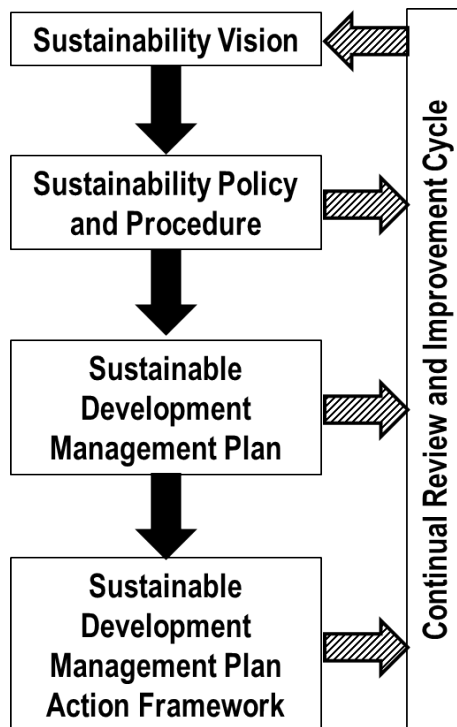 Sustainability Vision
Sustainability Policy
and Procedure
Sustainable
Development
Management Plan
Sustainable
Development
Management Plan
Action Framework
Continual Review and Improvement Cycle